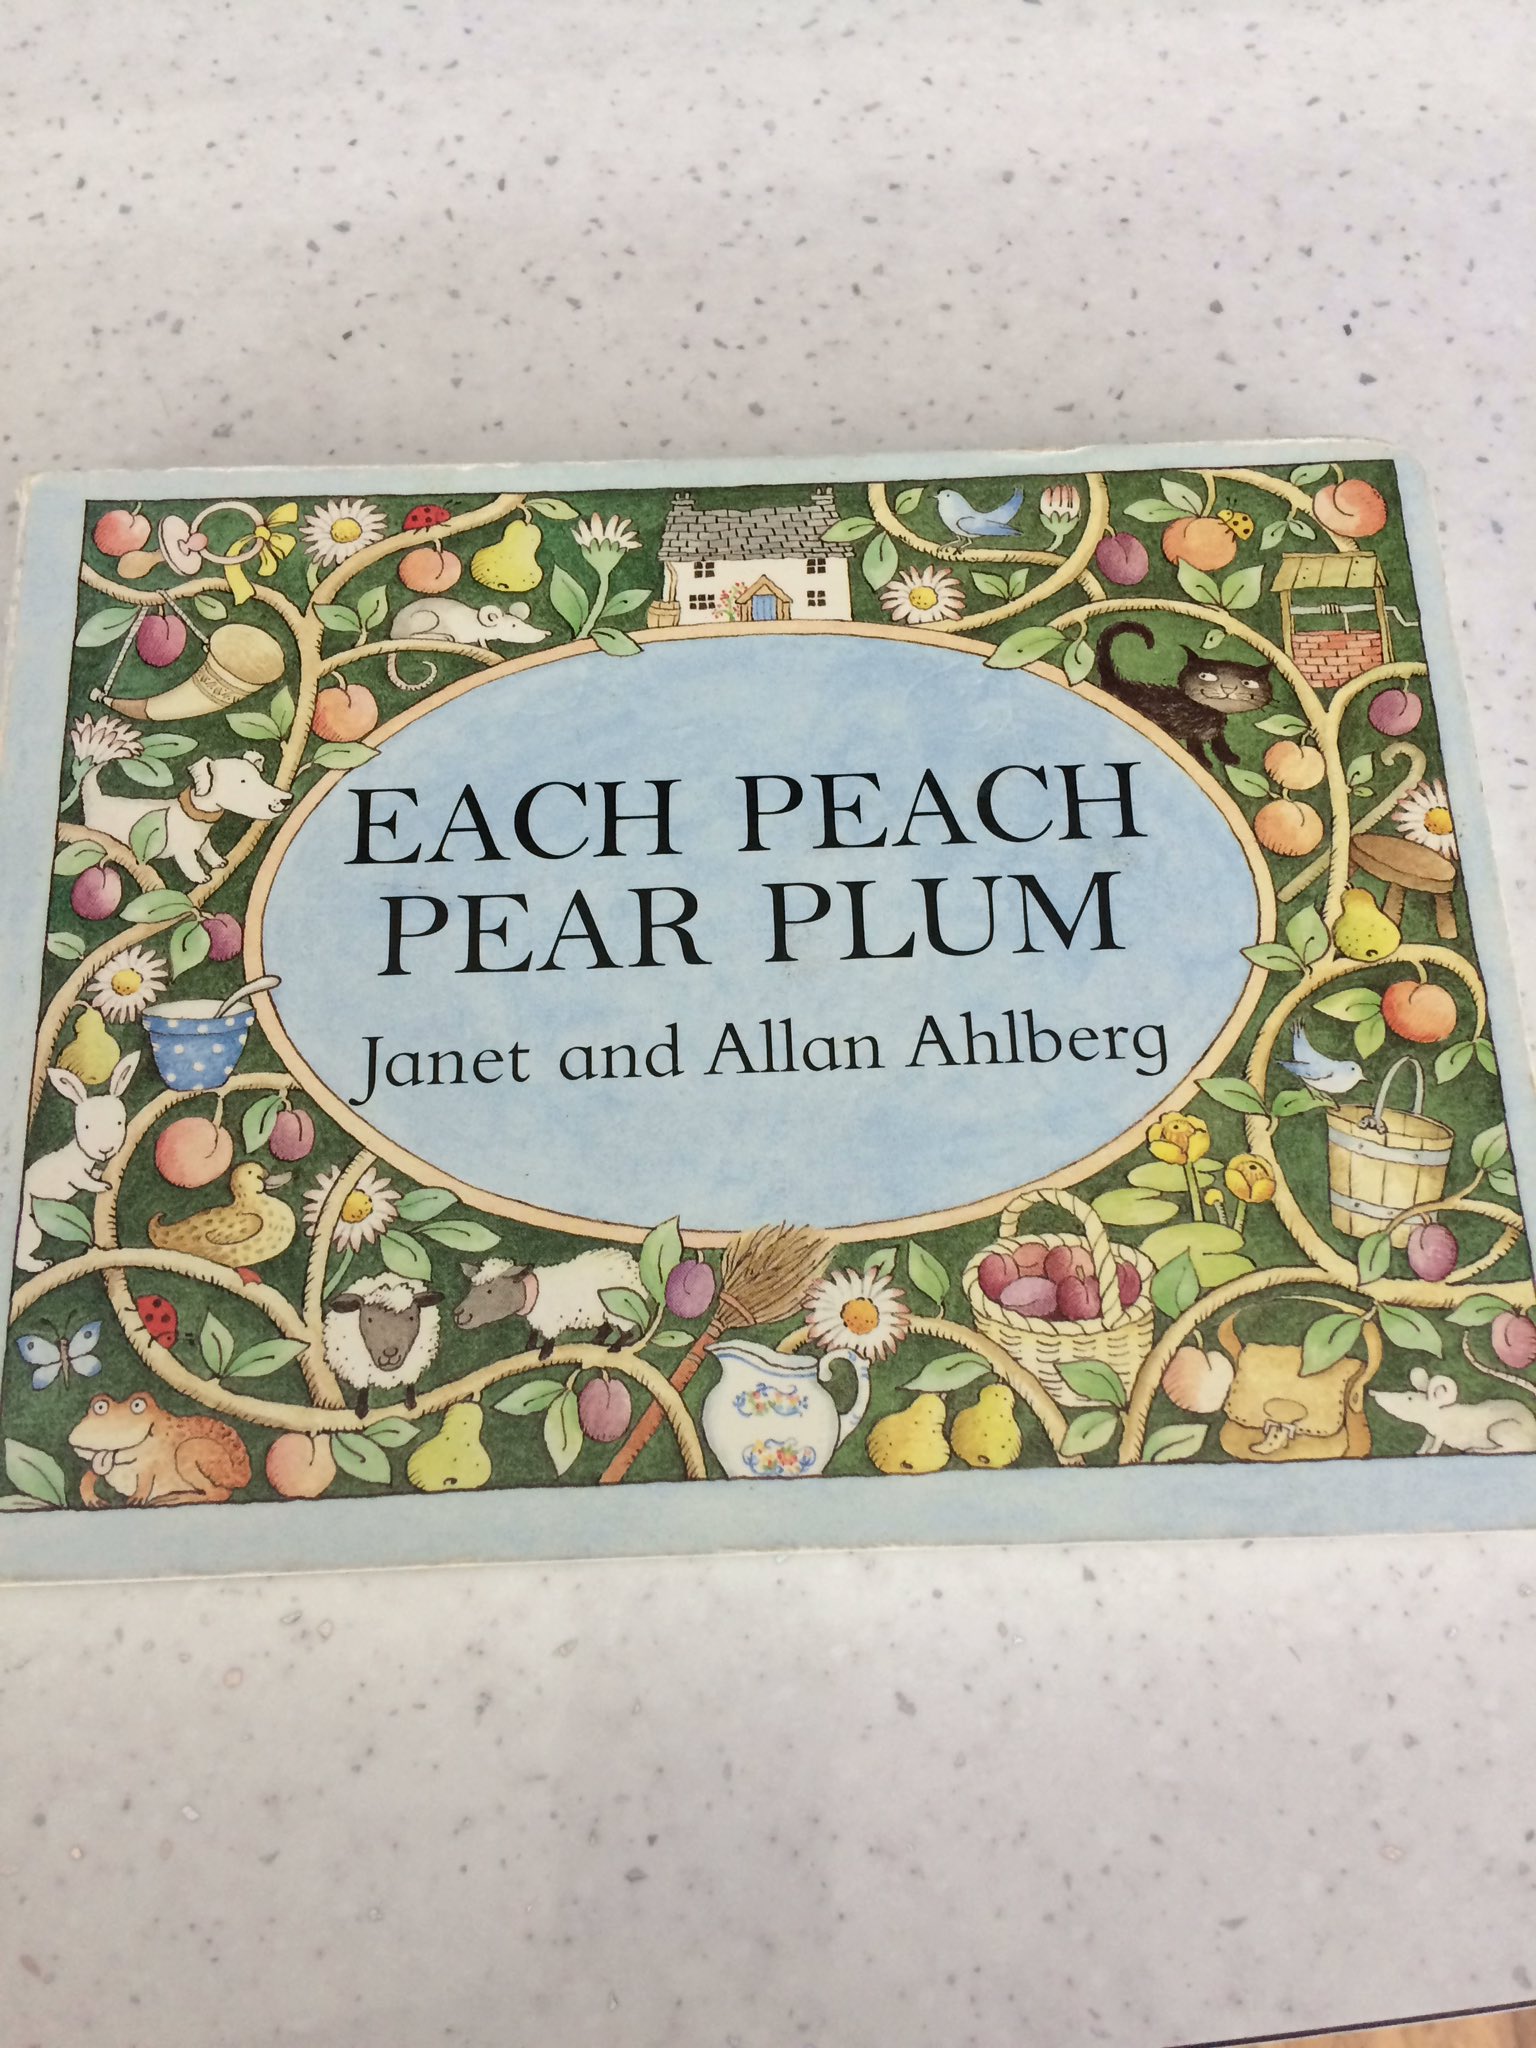 EACH PEACH
PEAR PLUM
Janet and Allan Ahlberg